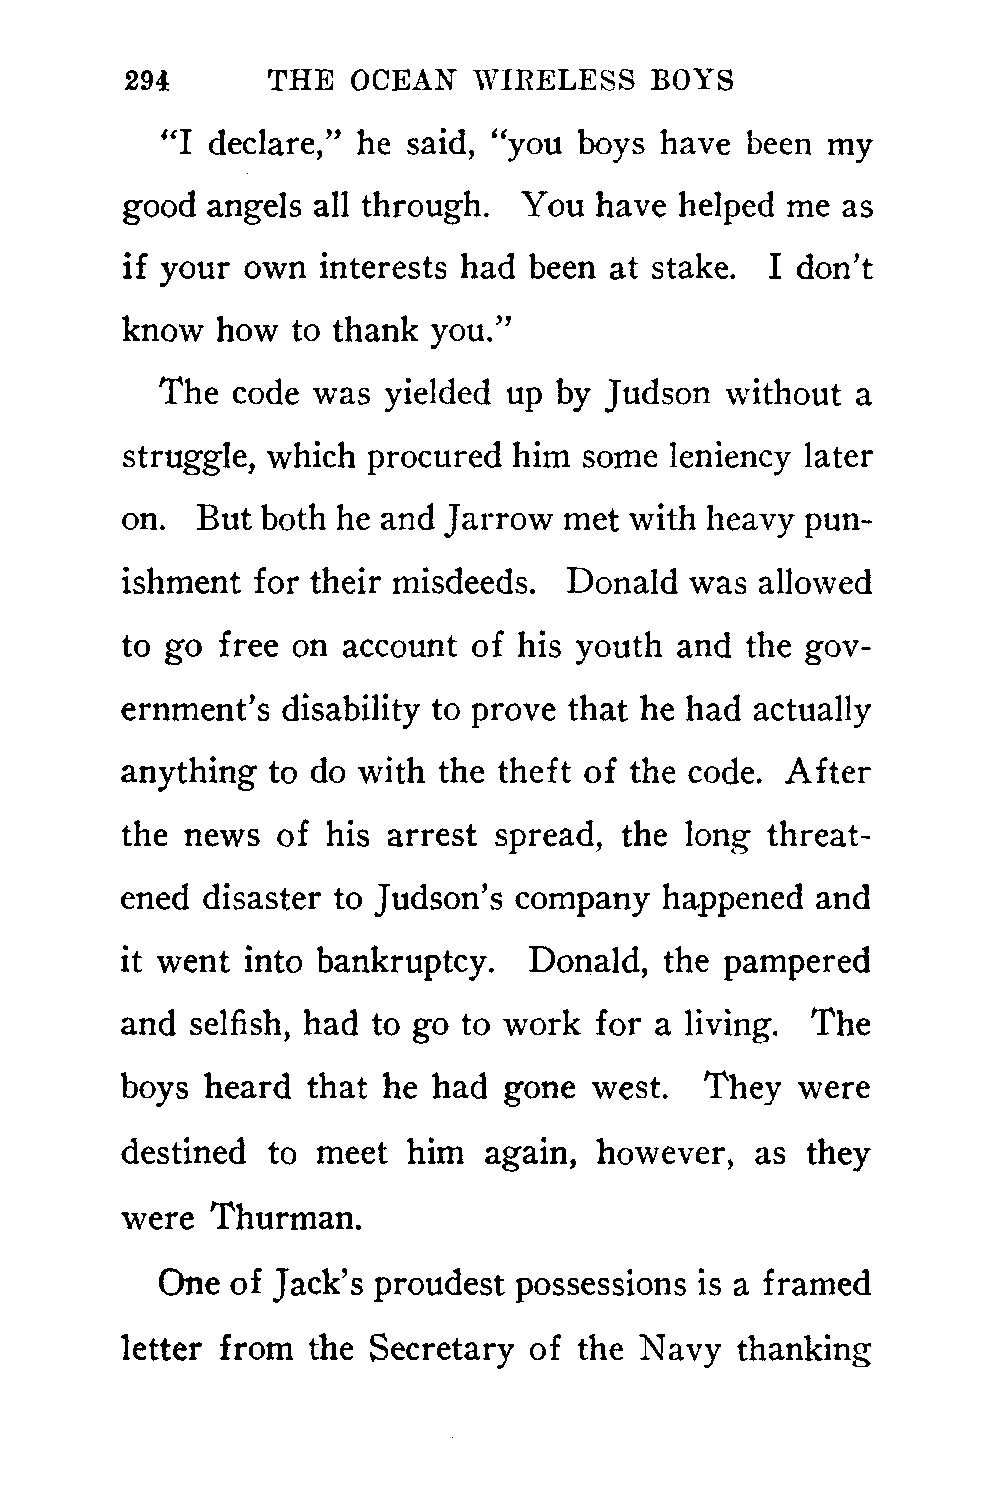 294 THE OCEAN WIRELESS BOYS
“I declare,” he said, “you boys have been my
good angels all through. You have helped me as
if your own interests had been at stake. I don’t
know how to thank you.”
The code was yielded up by Judson without a
struggle, which procured him some leniency later
on. But both he and Jarrow met with heavy pun-
ishment for their misdeeds. Donald was allowed
to go free on account of his youth and the gov-
ernment’s disability to prove that he had actually
anything to do with the theft of the code. After
the news of his arrest spread, the long threat-
ened disaster to Judson’s company happened and
it went into bankruptcy. Donald, the pampered
and selfish, had to go to work for a living. The
boys heard that he had gone west. They were
destined to meet him again, however, as they
were Thurman.
One of Jack’s proudest possessions is a framed
letter from the Secretary of the Navy thanking